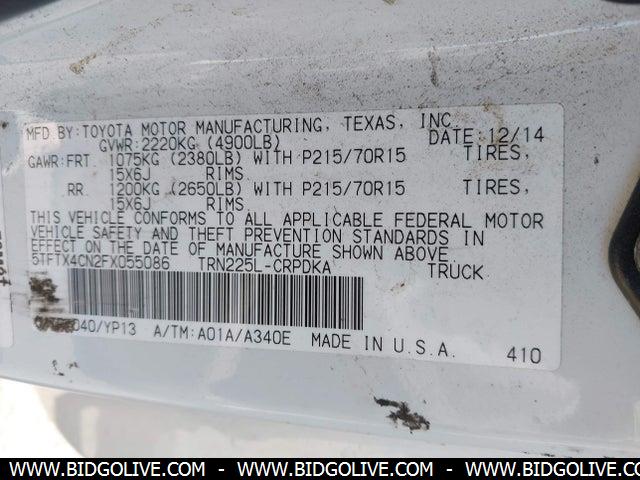 MFD.BY:TOYOTA MOTOR MANUFACTURING, TEXAS, INC
GVWR:2220KG (4900LB) DATE:12/14
GAWR:FRT. 1075KG (2380LB) WITH P215/70R15 TIRES,
15X6J RIMS
RR. 1200KG (2650LB) WITH P215/70R15 TIRES,
15X6J RIMS
THIS VEHICLE CONFORMS TO ALL APPLICABLE FEDERAL MOTOR
VEHICLE SAFETY AND THEFT PREVENTION STANDARDS IN
EFFECT ON THE DATE OF MANUFACTURE SHOWN ABOVE.
5TFTX4CN2FX055086 TRN225L-CRPDKA TRUCK
040/YP13 A/TM:A01A/A340E MADE IN U.S.A. 410
WWW.BIDGOLIVE.COM - WWW.BIDGOLIVE.COM - WWW.BIDGOLIVE.COM